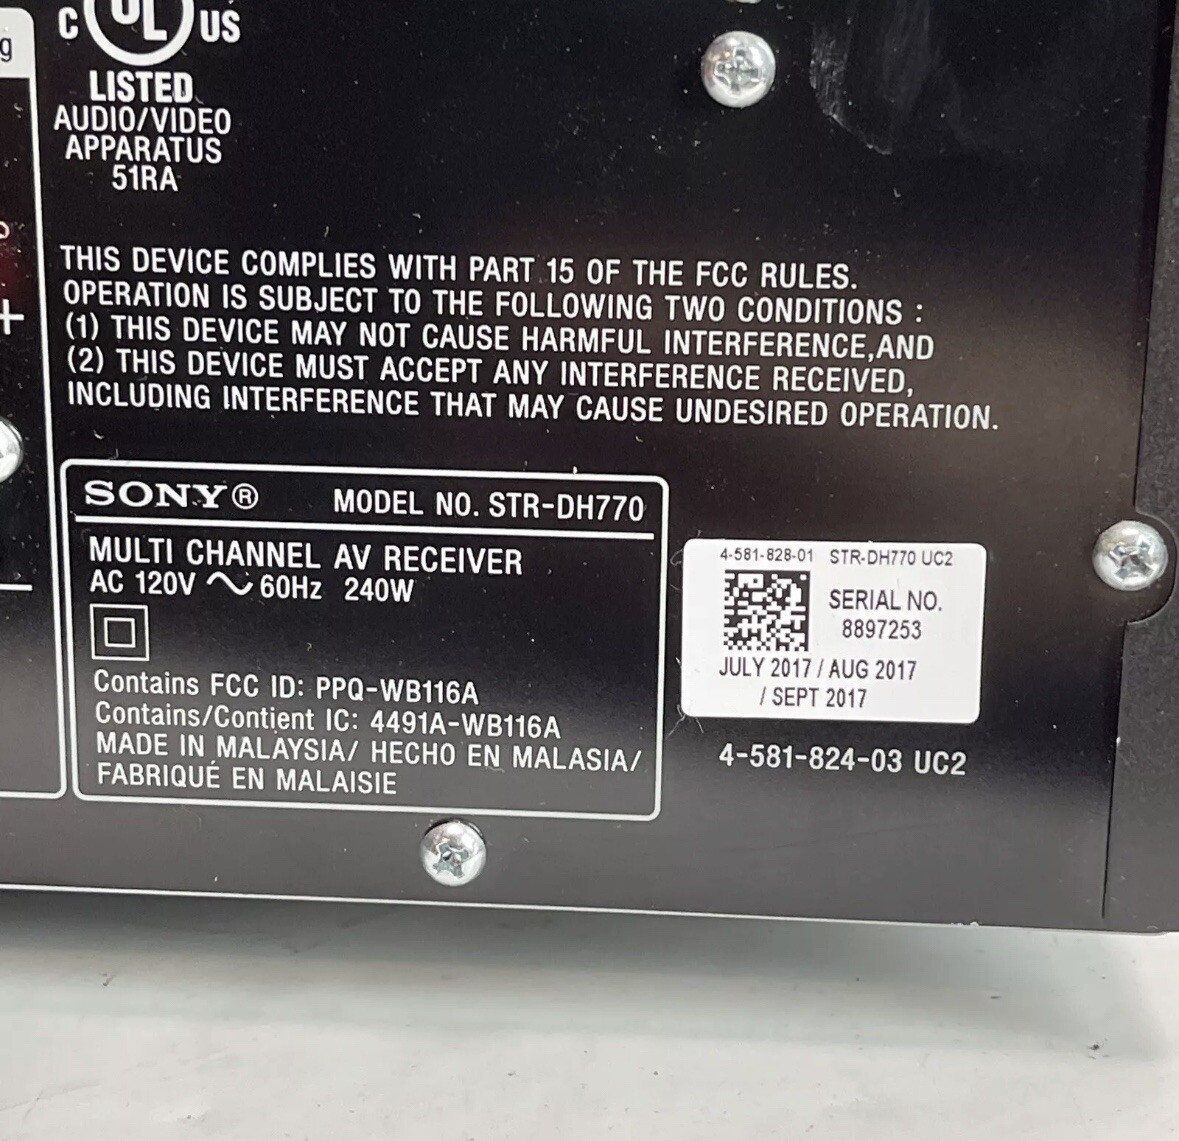 C UL US
LISTED
AUDIO/VIDEO
APPARATUS
51RA
g
+
THIS DEVICE COMPLIES WITH PART 15 OF THE FCC RULES.
OPERATION IS SUBJECT TO THE FOLLOWING TWO CONDITIONS :
(1) THIS DEVICE MAY NOT CAUSE HARMFUL INTERFERENCE,AND
(2) THIS DEVICE MUST ACCEPT ANY INTERFERENCE RECEIVED,
INCLUDING INTERFERENCE THAT MAY CAUSE UNDESIRED OPERATION.
SONY® MODEL NO. STR-DH770
MULTI CHANNEL AV RECEIVER
AC 120V ~ 60Hz 240W
Contains FCC ID: PPQ-WB116A
Contains/Contient IC: 4491A-WB116A
MADE IN MALAYSIA/ HECHO EN MALASIA/
FABRIQUÉ EN MALAISIE
4-581-828-01 STR-DH770 UC2
SERIAL NO.
8897253
JULY 2017 / AUG 2017
/ SEPT 2017
4-581-824-03 UC2